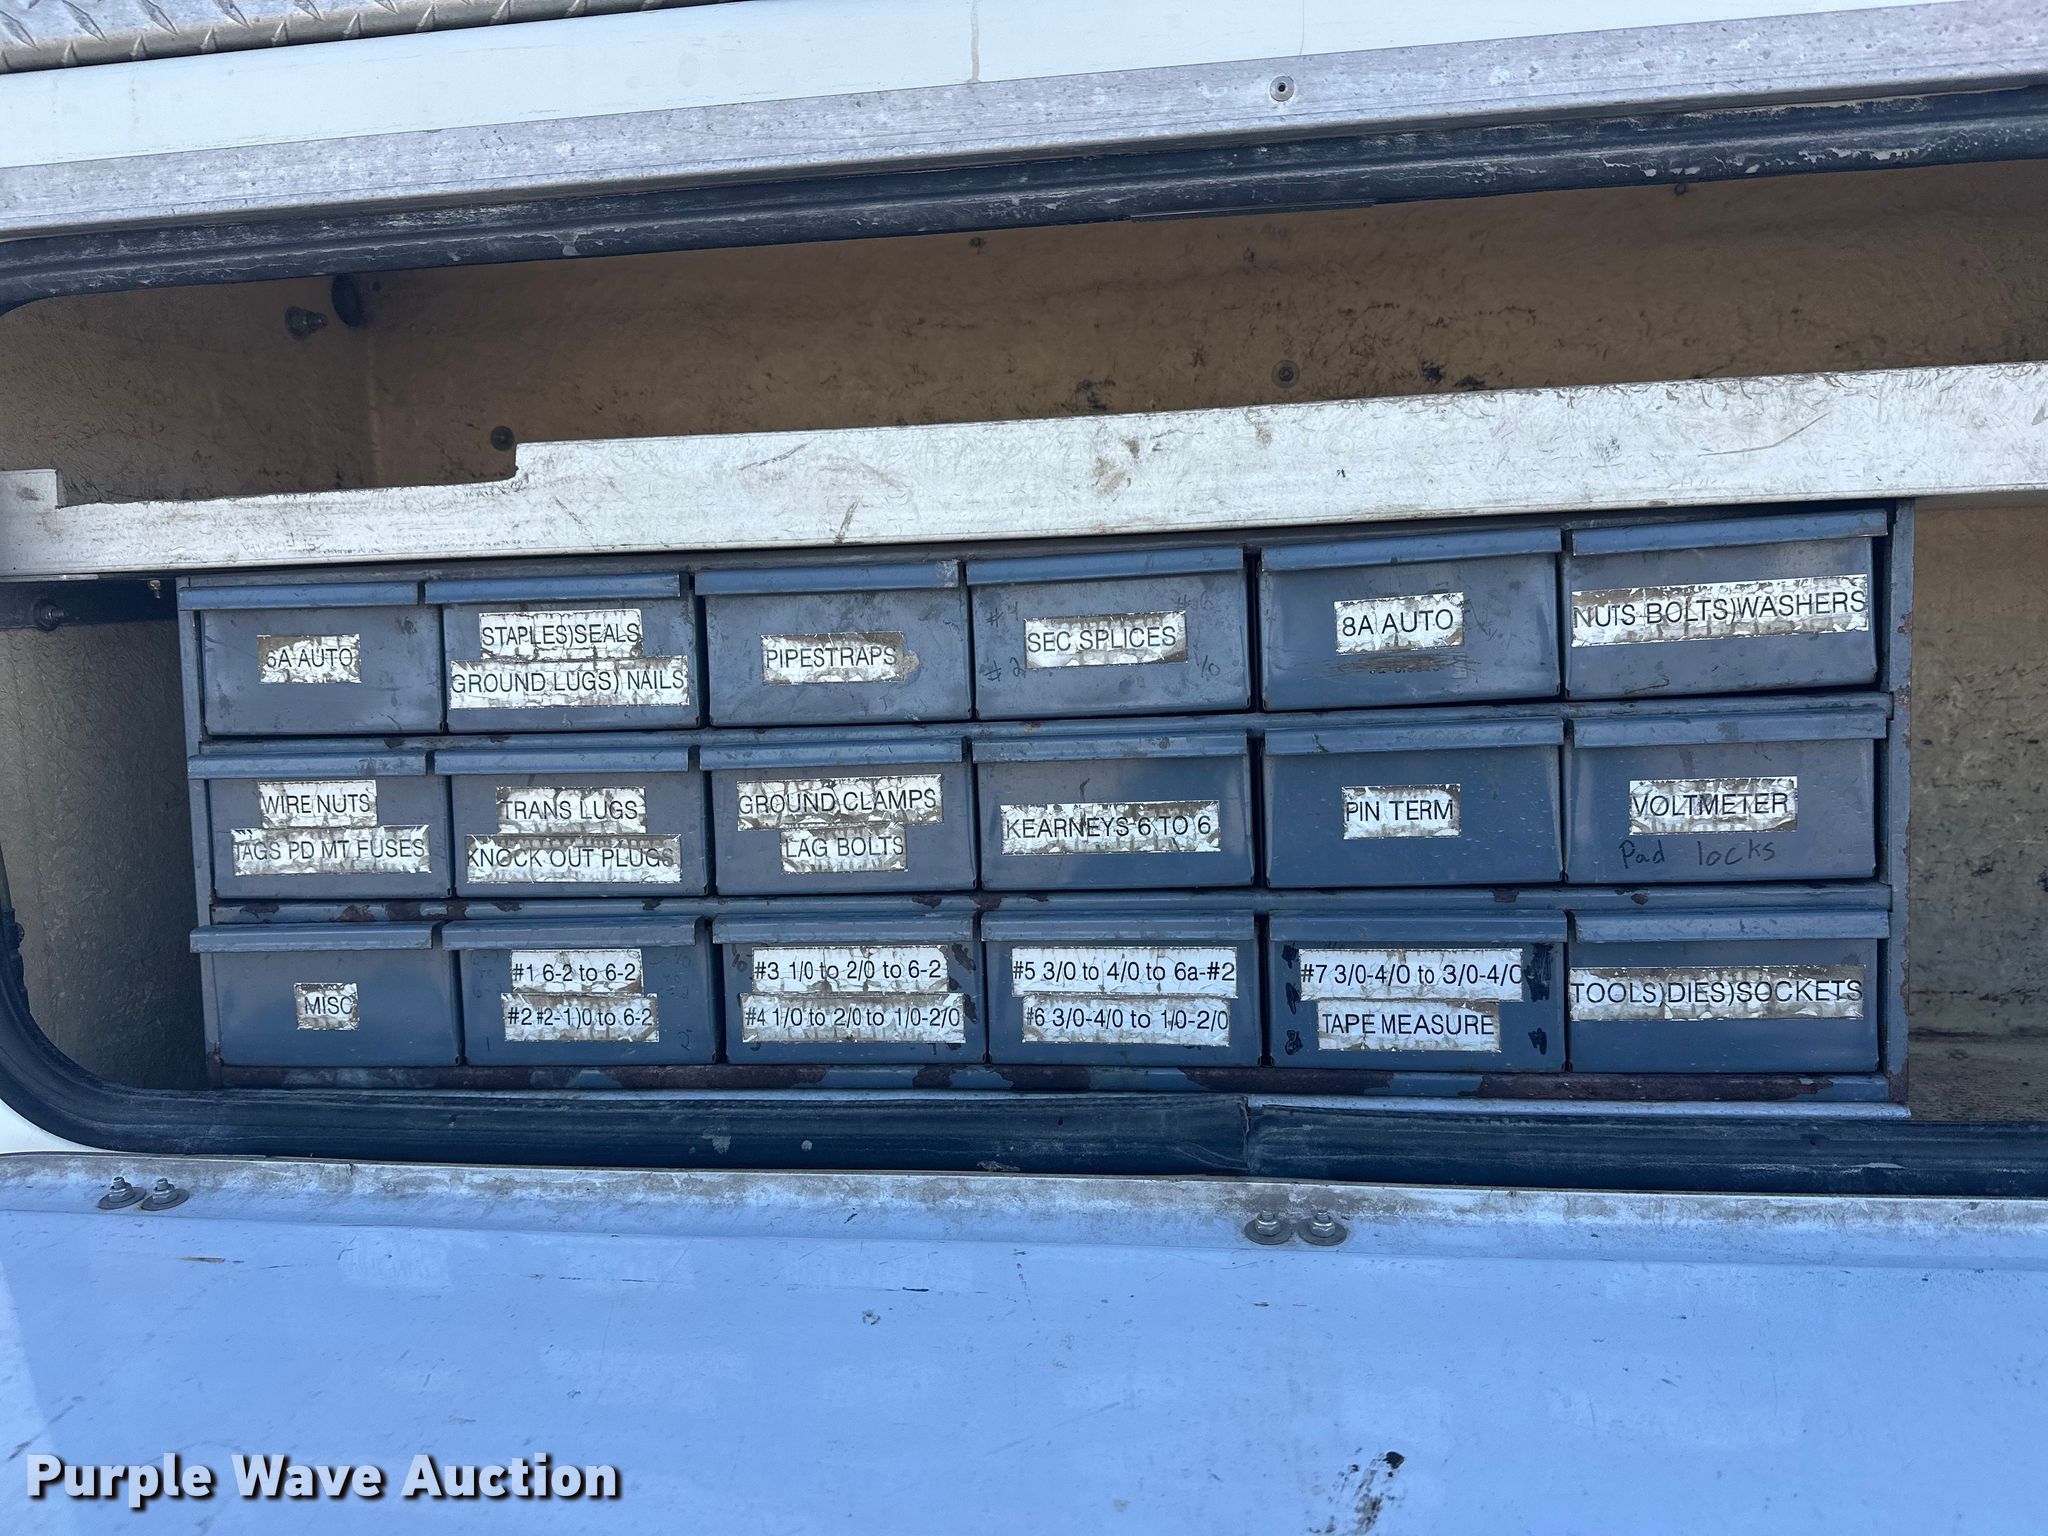 6A AUTO
STAPLES)SEALS
GROUND LUGS) NAILS
PIPESTRAPS
#4
#2
1/0
SEC SPLICES
8A AUTO
NUTS BOLTS)WASHERS
WIRE NUTS
TAGS PD MT FUSES
TRANS LUGS
KNOCK OUT PLUGS
GROUND CLAMPS
LAG BOLTS
KEARNEYS 6 TO 6
PIN TERM
VOLTMETER
Pad locks
MISC
#1 6-2 to 6-2
#2 #2-1)0 to 6-2
#3 1/0 to 2/0 to 6-2
#4 1/0 to 2/0 to 1/0-2/0
#5 3/0 to 4/0 to 6a-#2
#6 3/0-4/0 to 1/0-2/0
#7 3/0-4/0 to 3/0-4/0
TAPE MEASURE
TOOLS)DIES)SOCKETS
Purple Wave Auction